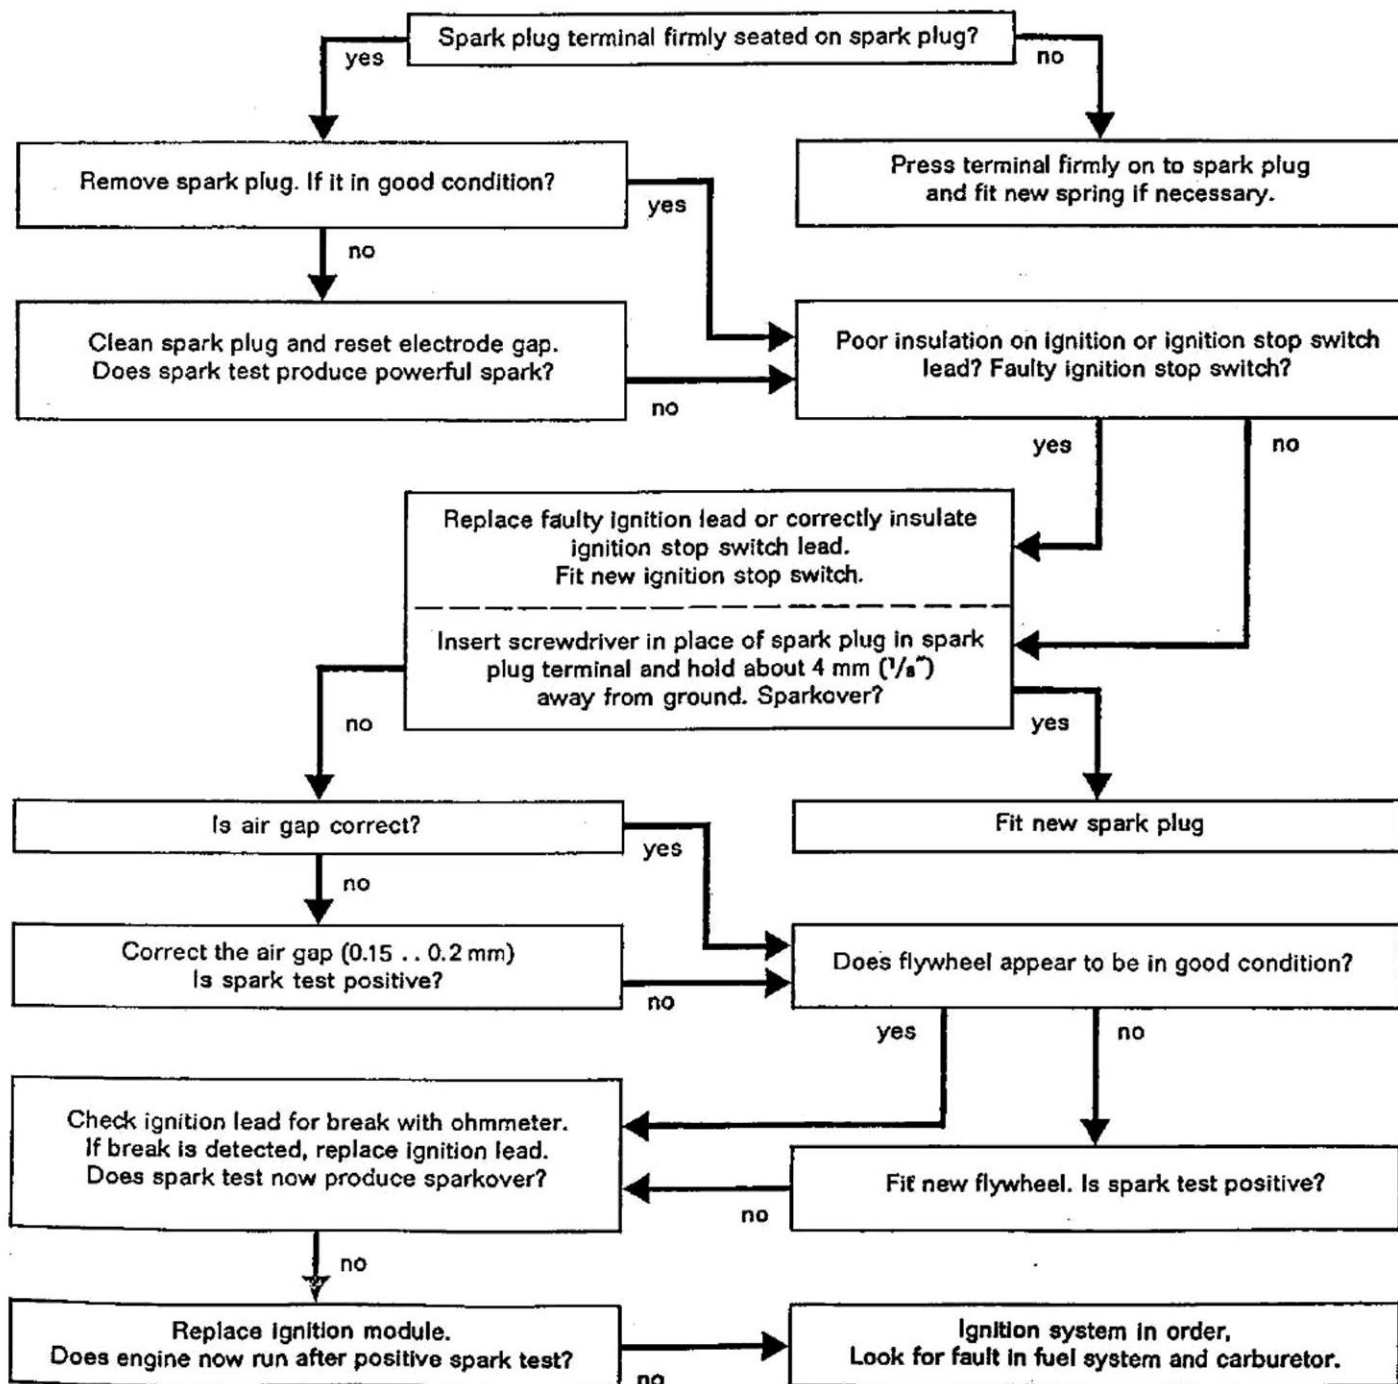 Spark plug terminal firmly seated on spark plug?
yes
no
Remove spark plug. If it in good condition?
yes
Press terminal firmly on to spark plug
and fit new spring if necessary.
no
Clean spark plug and reset electrode gap.
Does spark test produce powerful spark?
no
Poor insulation on ignition or ignition stop switch
lead? Faulty ignition stop switch?
yes
no
Replace faulty ignition lead or correctly insulate
ignition stop switch lead.
Fit new ignition stop switch.
Insert screwdriver in place of spark plug in spark
plug terminal and hold about 4 mm (1/8")
away from ground. Sparkover?
no
yes
Is air gap correct?
yes
Fit new spark plug
no
Correct the air gap (0.15 . . 0.2 mm)
Is spark test positive?
no
Does flywheel appear to be in good condition?
yes
no
Check ignition lead for break with ohmmeter.
If break is detected, replace ignition lead.
Does spark test now produce sparkover?
Fit new flywheel. Is spark test positive?
no
no
Replace ignition module.
Does engine now run after positive spark test?
no
Ignition system in order,
Look for fault in fuel system and carburetor.